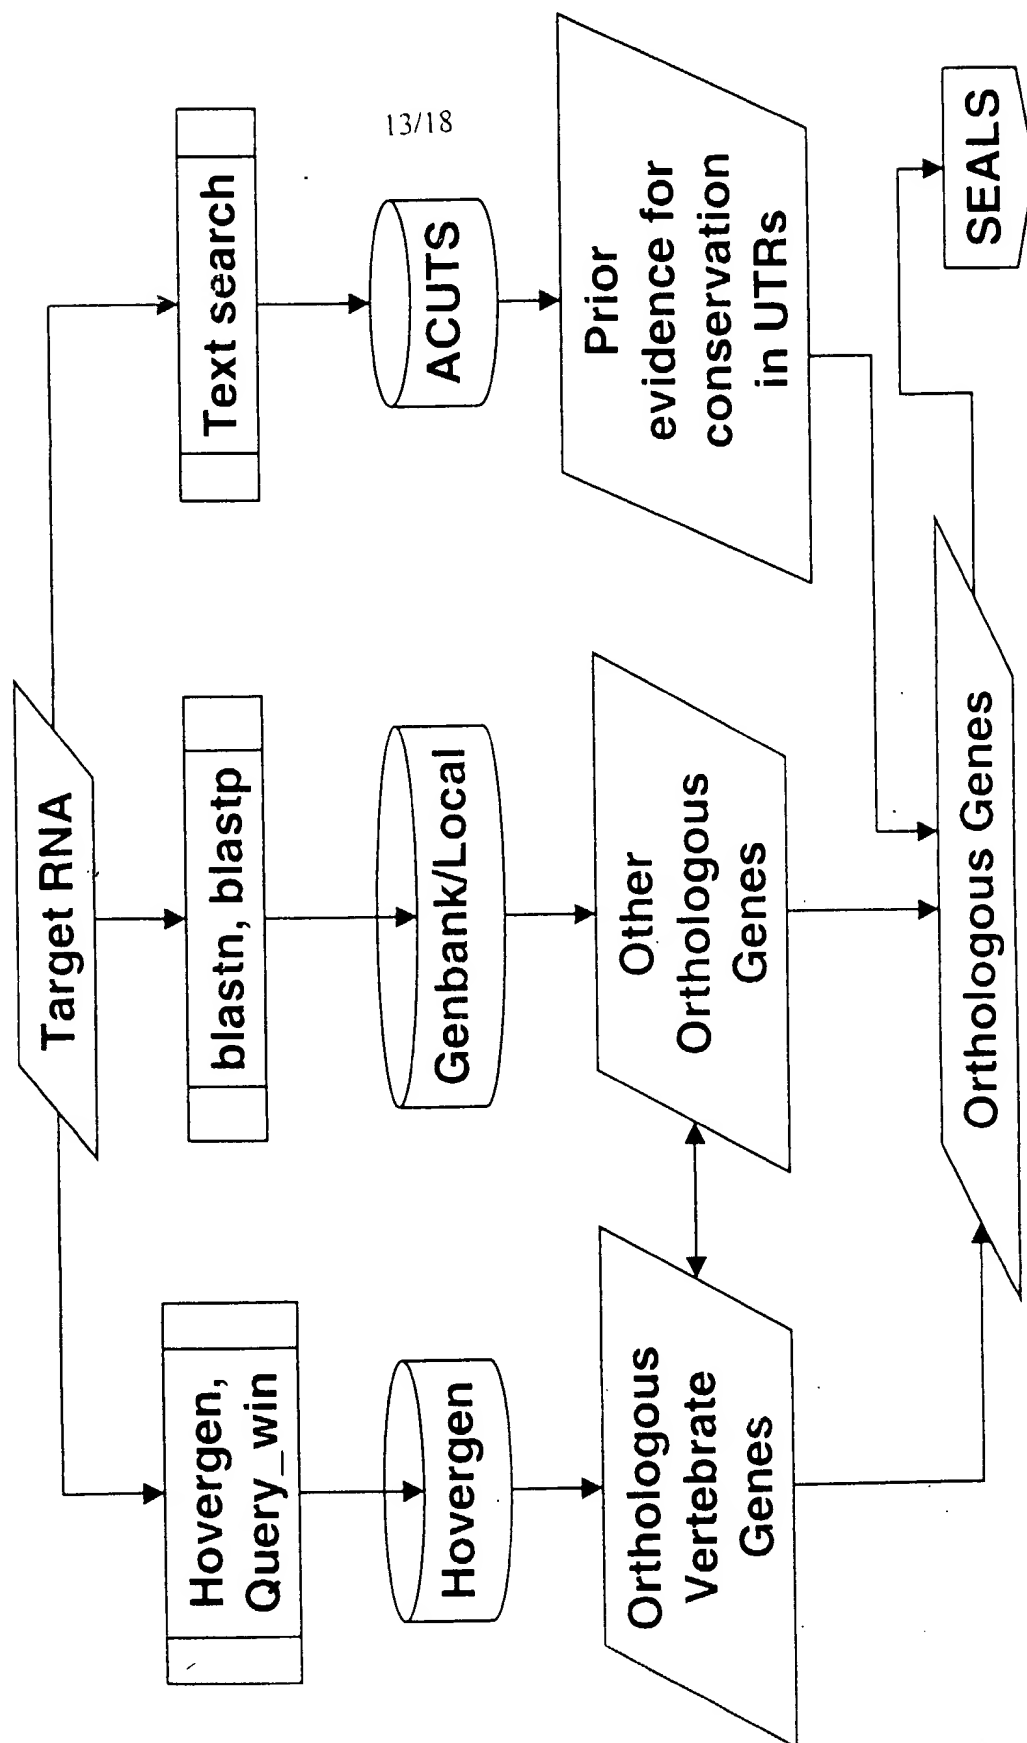 13/18
Target RNA
Hovergen,
Query_win
blastn, blastp
Text search
Hovergen
Genbank/Local
ACUTS
Orthologous
Vertebrate
Genes
Other
Orthologous
Genes
Prior
evidence for
conservation
in UTRs
Orthologous Genes
SEALS